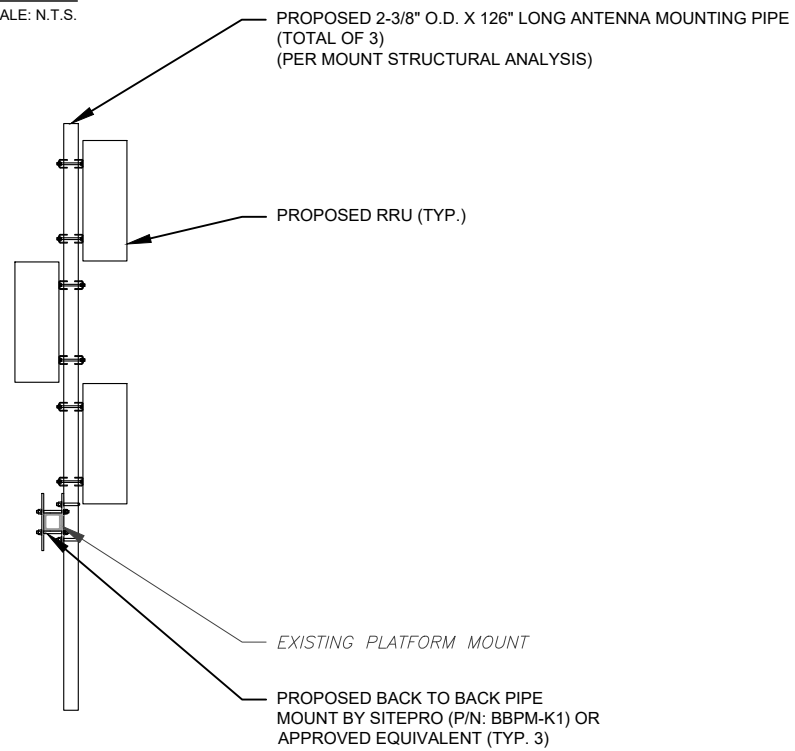 ALE: N.T.S.
PROPOSED 2-3/8" O.D. X 126" LONG ANTENNA MOUNTING PIPE
(TOTAL OF 3)
(PER MOUNT STRUCTURAL ANALYSIS)
PROPOSED RRU (TYP.)
EXISTING PLATFORM MOUNT
PROPOSED BACK TO BACK PIPE
MOUNT BY SITEPRO (P/N: BBPM-K1) OR
APPROVED EQUIVALENT (TYP. 3)